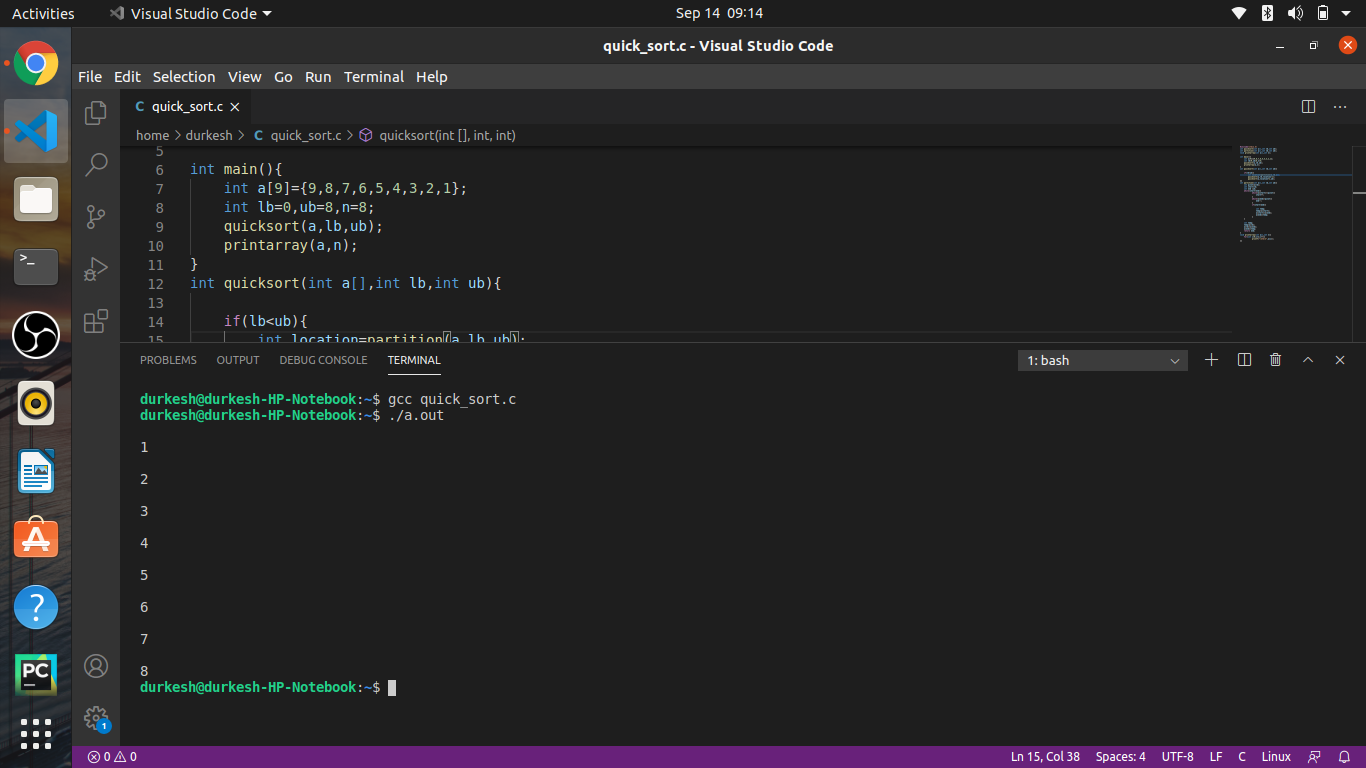 Activities Visual Studio Code Sep 14 09:14
quick_sort.c - Visual Studio Code
File Edit Selection View Go Run Terminal Help
C quick_sort.c
home > durkesh > C quick_sort.c > quicksort(int [], int, int)
5
6 int main(){
7 int a[9]={9,8,7,6,5,4,3,2,1};
8 int lb=0,ub=8,n=8;
9 quicksort(a,lb,ub);
10 printarray(a,n);
11 }
12 int quicksort(int a[],int lb,int ub){
13
14 if(lb<ub){
15 int location=partition(a,lb,ub);
PROBLEMS OUTPUT DEBUG CONSOLE TERMINAL 1: bash
durkesh@durkesh-HP-Notebook:~$ gcc quick_sort.c
durkesh@durkesh-HP-Notebook:~$ ./a.out
1
2
3
4
5
6
7
8
durkesh@durkesh-HP-Notebook:~$
PC
1
0 0 Ln 15, Col 38 Spaces: 4 UTF-8 LF C Linux